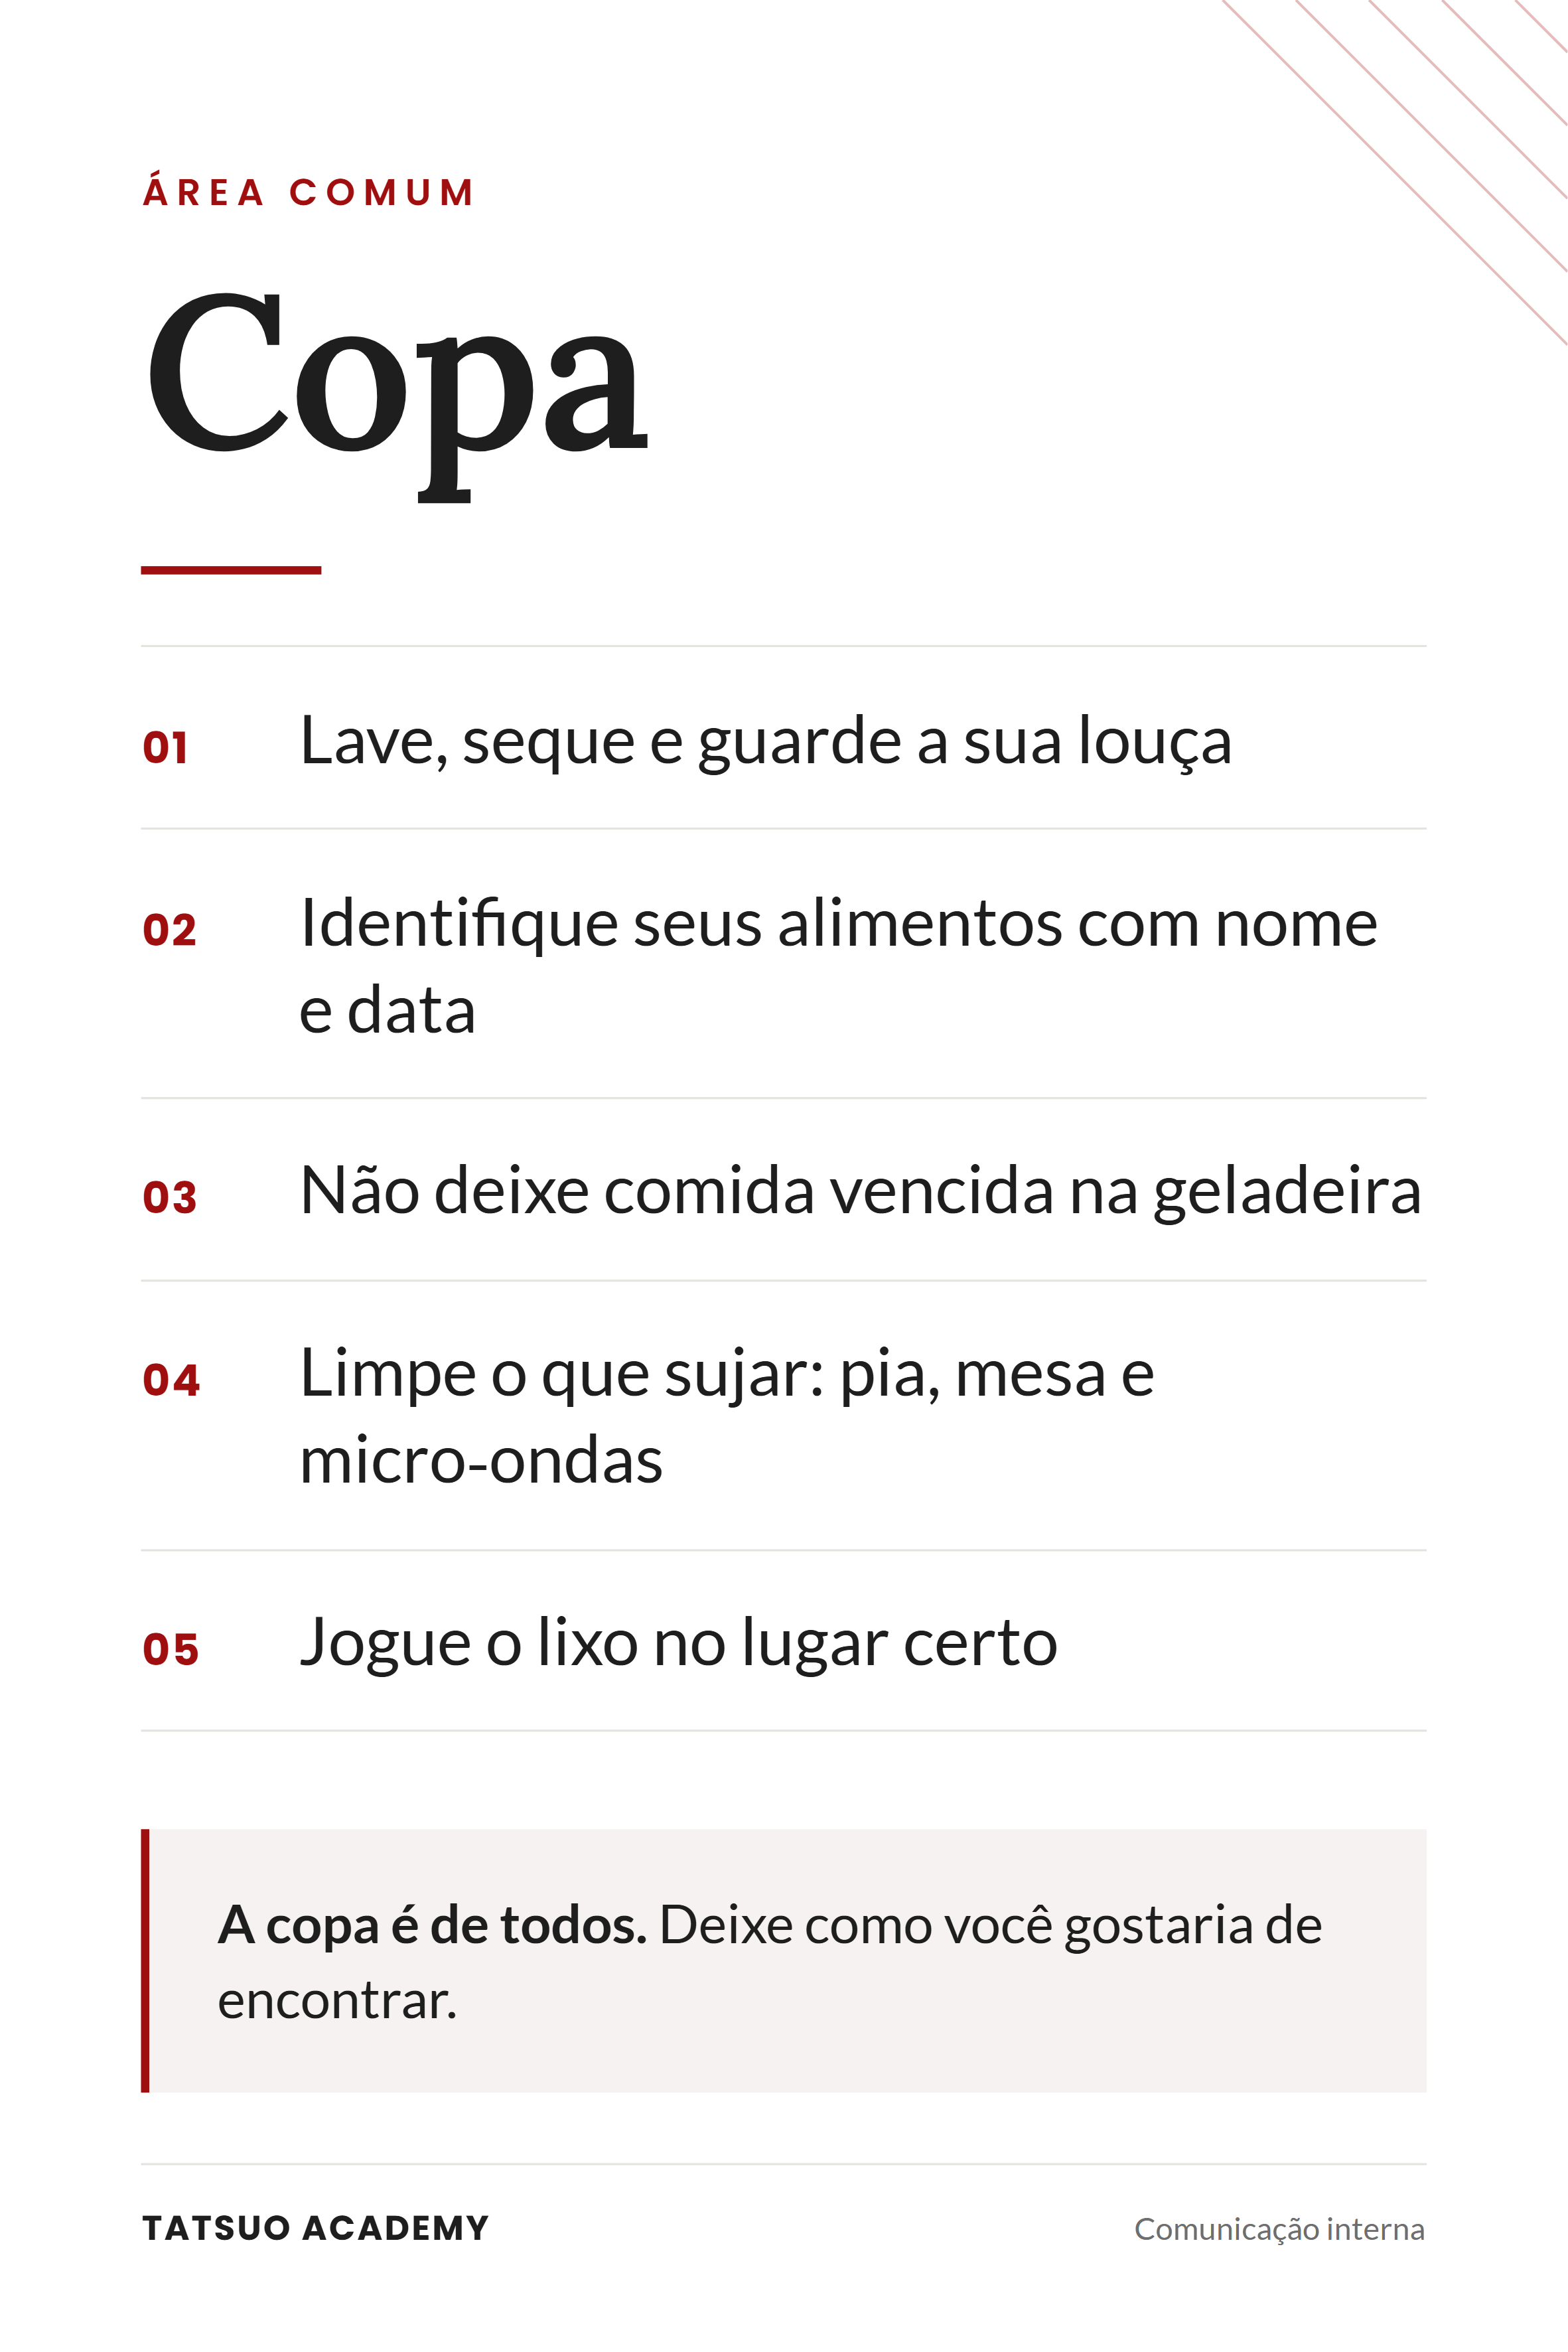 ÁREA COMUM
Copa
01 Lave, seque e guarde a sua louça
02 Identifique seus alimentos com nome
e data
03 Não deixe comida vencida na geladeira
04 Limpe o que sujar: pia, mesa e
micro-ondas
05 Jogue o lixo no lugar certo
A copa é de todos. Deixe como você gostaria de
encontrar.
TATSUO ACADEMY
Comunicação interna